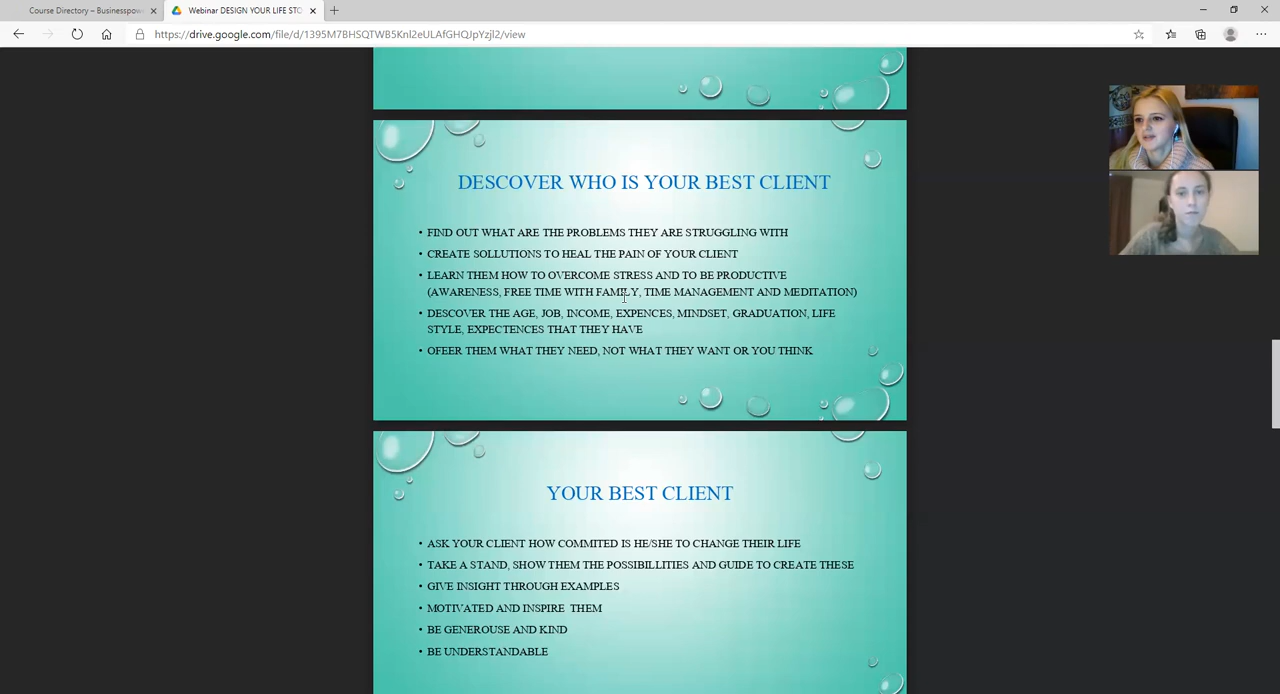 Course Directory – Businesspow
Webinar DESIGN YOUR LIFE STO
https://drive.google.com/file/d/1395M7BHSQTWB5Knl2eULAfGHQJpYzjl2/view
DESCOVER WHO IS YOUR BEST CLIENT
• FIND OUT WHAT ARE THE PROBLEMS THEY ARE STRUGGLING WITH
• CREATE SOLLUTIONS TO HEAL THE PAIN OF YOUR CLIENT
• LEARN THEM HOW TO OVERCOME STRESS AND TO BE PRODUCTIVE
(AWARENESS, FREE TIME WITH FAMILY, TIME MANAGEMENT AND MEDITATION)
• DESCOVER THE AGE, JOB, INCOME, EXPENCES, MINDSET, GRADUATION, LIFE
STYLE, EXPECTENCES THAT THEY HAVE
• OFEER THEM WHAT THEY NEED, NOT WHAT THEY WANT OR YOU THINK
YOUR BEST CLIENT
• ASK YOUR CLIENT HOW COMMITED IS HE/SHE TO CHANGE THEIR LIFE
• TAKE A STAND, SHOW THEM THE POSSIBILLITIES AND GUIDE TO CREATE THESE
• GIVE INSIGHT THROUGH EXAMPLES
• MOTIVATED AND INSPIRE THEM
• BE GENEROUSE AND KIND
• BE UNDERSTANDABLE